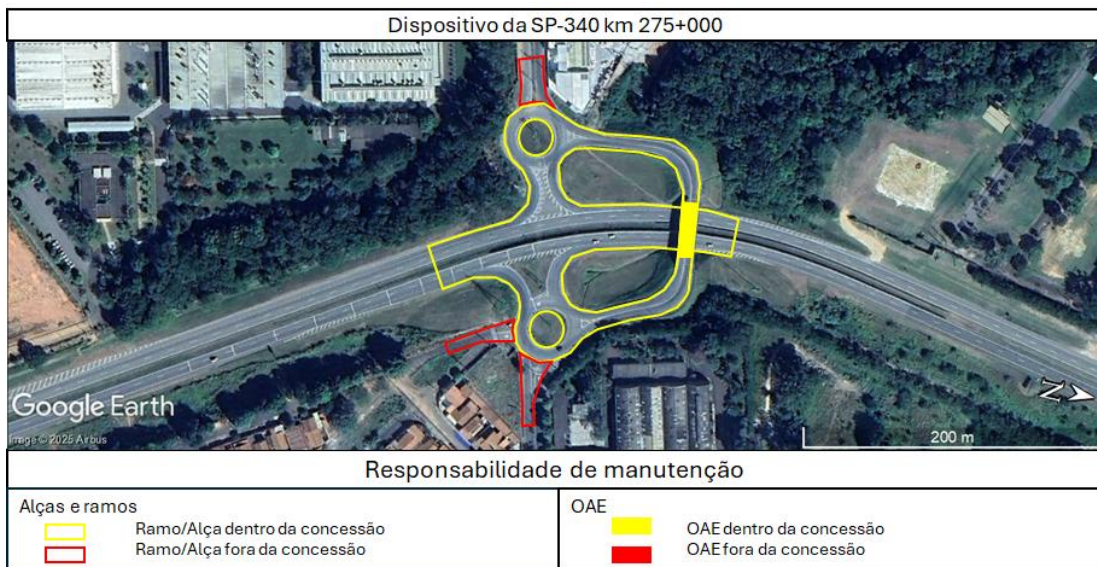 Dispositivo da SP-340 km 275+000
N
Google Earth
Image © 2025 Airbus
200 m
Responsabilidade de manutenção
Alças e ramos
Ramo/Alça dentro da concessão
Ramo/Alça fora da concessão
OAE
OAE dentro da concessão
OAE fora da concessão